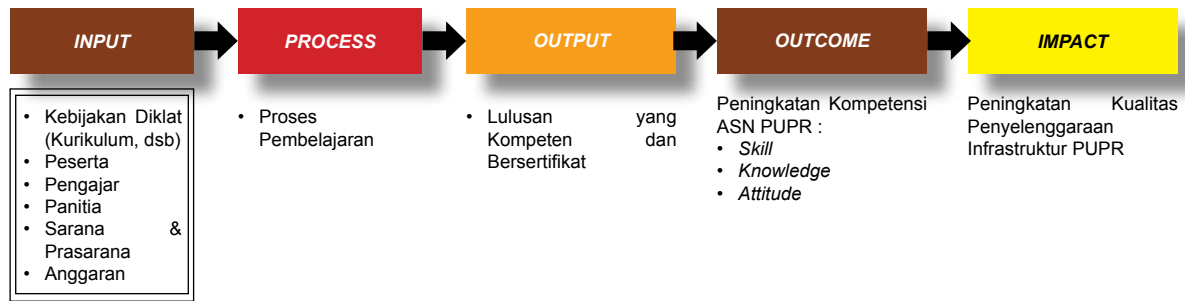 INPUT
PROCESS
OUTPUT
OUTCOME
IMPACT
• Kebijakan Diklat
(Kurikulum, dsb)
• Peserta
• Pengajar
• Panitia
• Sarana &
Prasarana
• Anggaran
• Proses
Pembelajaran
• Lulusan yang
Kompeten dan
Bersertifikat
Peningkatan Kompetensi
ASN PUPR :
• Skill
• Knowledge
• Attitude
Peningkatan Kualitas
Penyelenggaraan
Infrastruktur PUPR